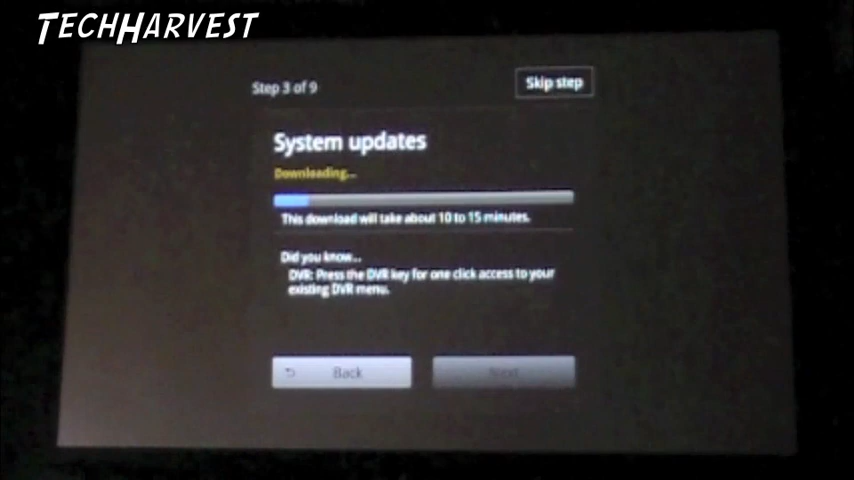 TECHHARVEST
Step 3 of 9
Skip step
System updates
Downloading...
This download will take about 10 to 15 minutes.
Did you know...
DVR: Press the DVR key for one click access to your
existing DVR menu.
Back
Next